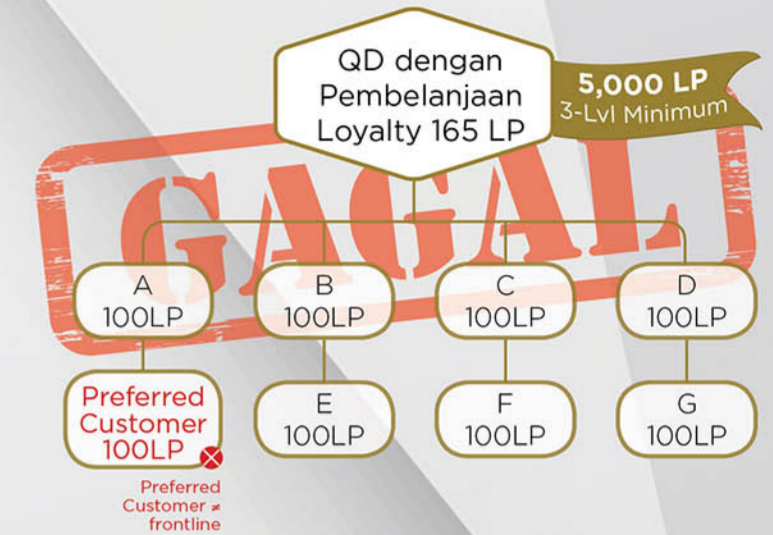 QD dengan
Pembelanjaan
Loyalty 165 LP
5,000 LP
3-Lvl Minimum
GAGAL
A
100LP
B
100LP
C
100LP
D
100LP
Preferred
Customer
100LP
E
100LP
F
100LP
G
100LP
Preferred
Customer ≠
frontline